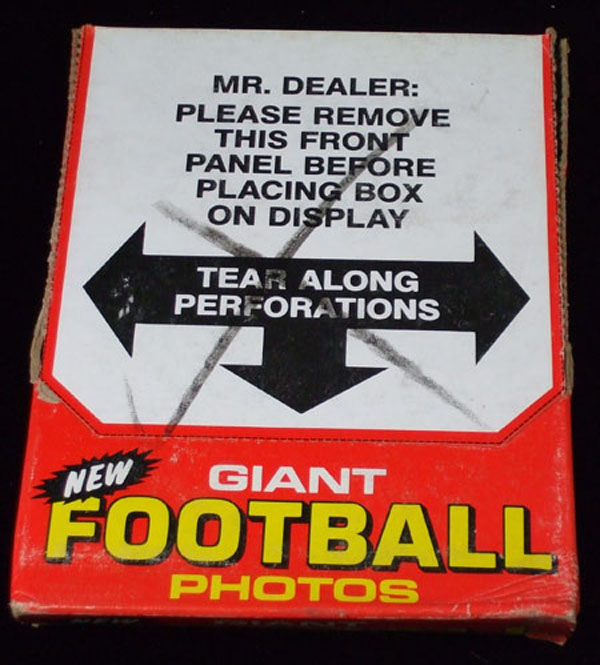 MR. DEALER:
PLEASE REMOVE
THIS FRONT
PANEL BEFORE
PLACING BOX
ON DISPLAY
TEAR ALONG
PERFORATIONS
NEW
GIANT
FOOTBALL
PHOTOS